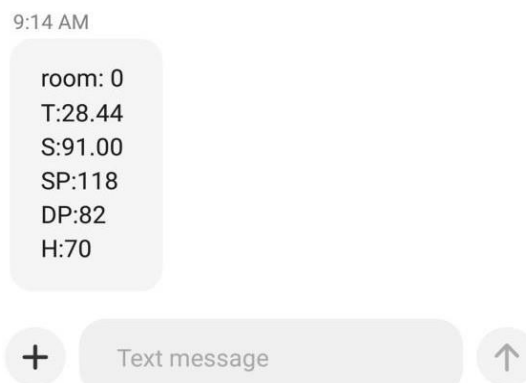 9:14 AM
room: 0
T:28.44
S:91.00
SP:118
DP:82
H:70
Text message